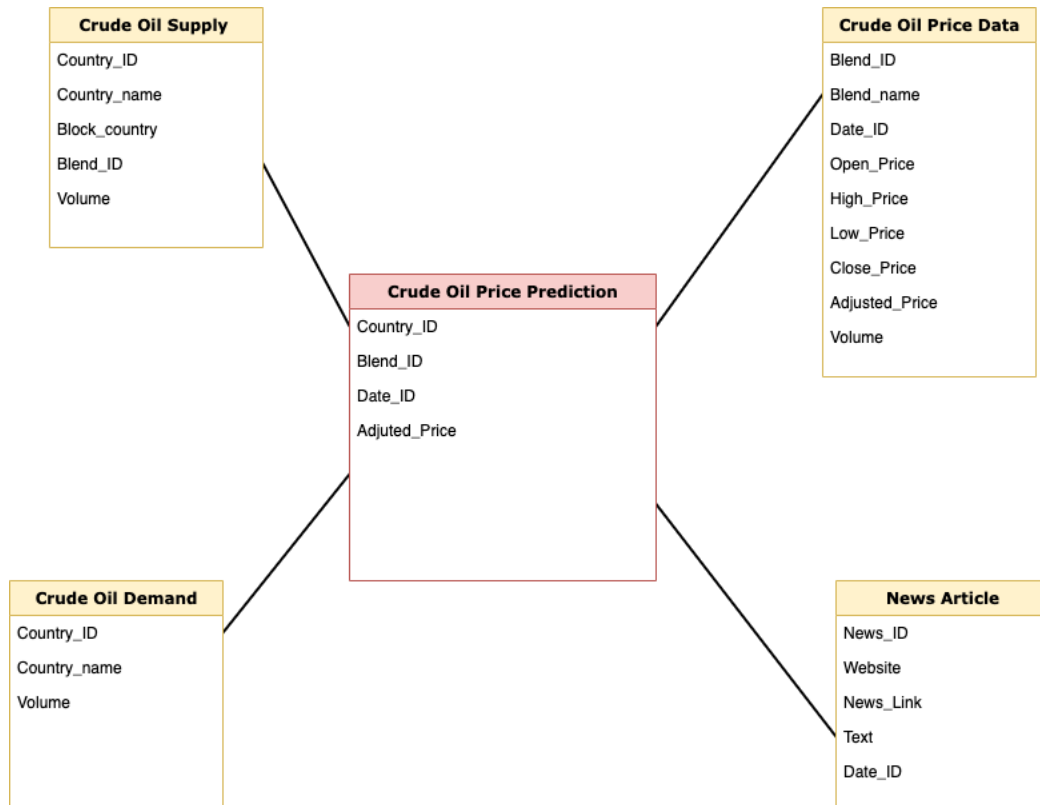 Crude Oil Supply
Country_ID
Country_name
Block_country
Blend_ID
Volume
Crude Oil Price Data
Blend_ID
Blend_name
Date_ID
Open_Price
High_Price
Low_Price
Close_Price
Adjusted_Price
Volume
Crude Oil Price Prediction
Country_ID
Blend_ID
Date_ID
Adjuted_Price
Crude Oil Demand
Country_ID
Country_name
Volume
News Article
News_ID
Website
News_Link
Text
Date_ID